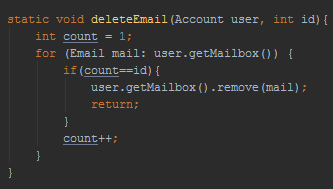 static void deleteEmail(Account user, int id){
    int count = 1;
    for (Email mail: user.getMailbox()) {
        if(count==id){
            user.getMailbox().remove(mail);
            return;
        }
        count++;
    }
}